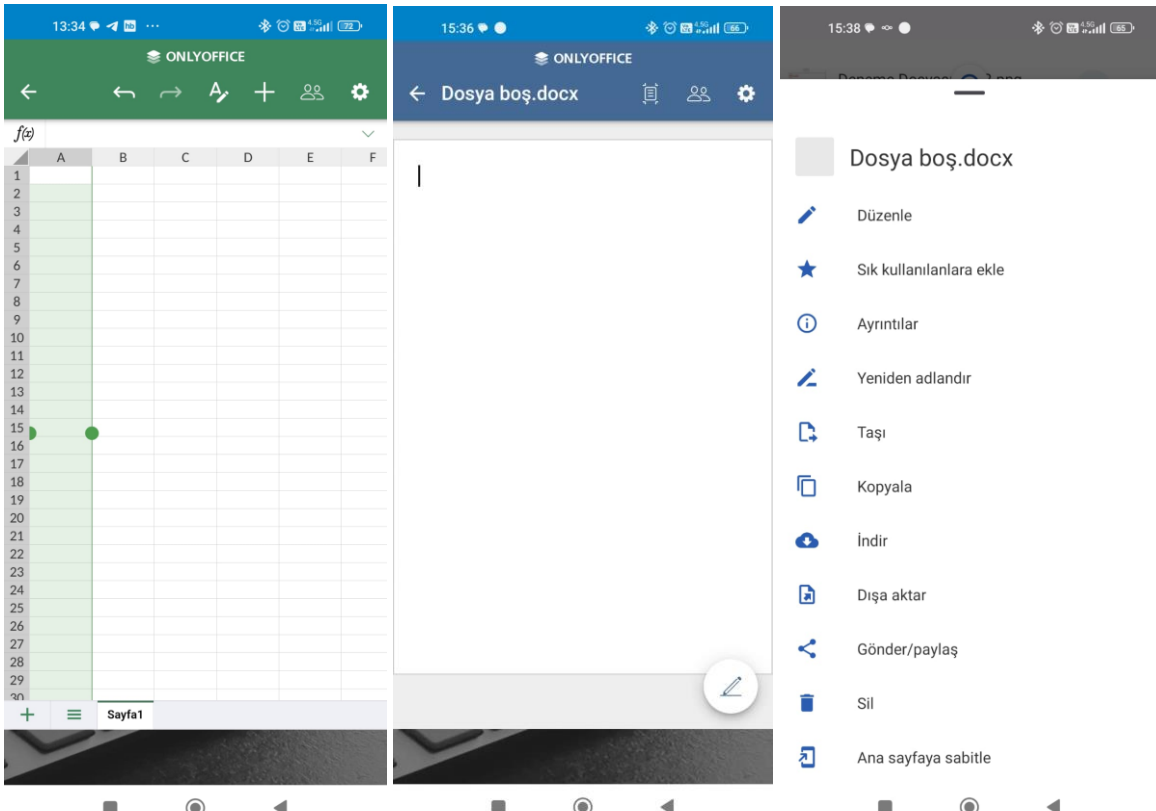 13:34
ONLYOFFICE
f(x)
A B C D E F
1
2
3
4
5
6
7
8
9
10
11
12
13
14
15
16
17
18
19
20
21
22
23
24
25
26
27
28
29
30
Sayfa1
15:36
ONLYOFFICE
Dosya boş.docx
15:38
Dosya boş.docx
Düzenle
Sık kullanılanlara ekle
Ayrıntılar
Yeniden adlandır
Taşı
Kopyala
İndir
Dışa aktar
Gönder/paylaş
Sil
Ana sayfaya sabitle